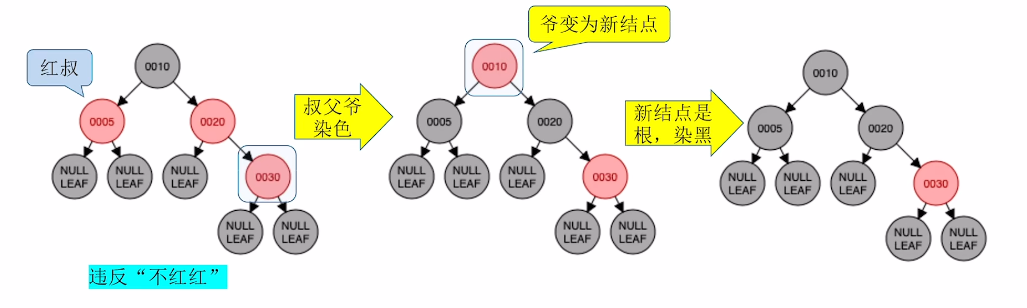 红叔
0010
0005
0020
NULL
LEAF
NULL
LEAF
NULL
LEAF
0030
NULL
LEAF
NULL
LEAF
违反“不红红”
叔父爷
染色
爷变为新结点
0010
0005
0020
NULL
LEAF
NULL
LEAF
NULL
LEAF
0030
NULL
LEAF
NULL
LEAF
新结点是
根，染黑
0010
0005
0020
NULL
LEAF
NULL
LEAF
NULL
LEAF
0030
NULL
LEAF
NULL
LEAF